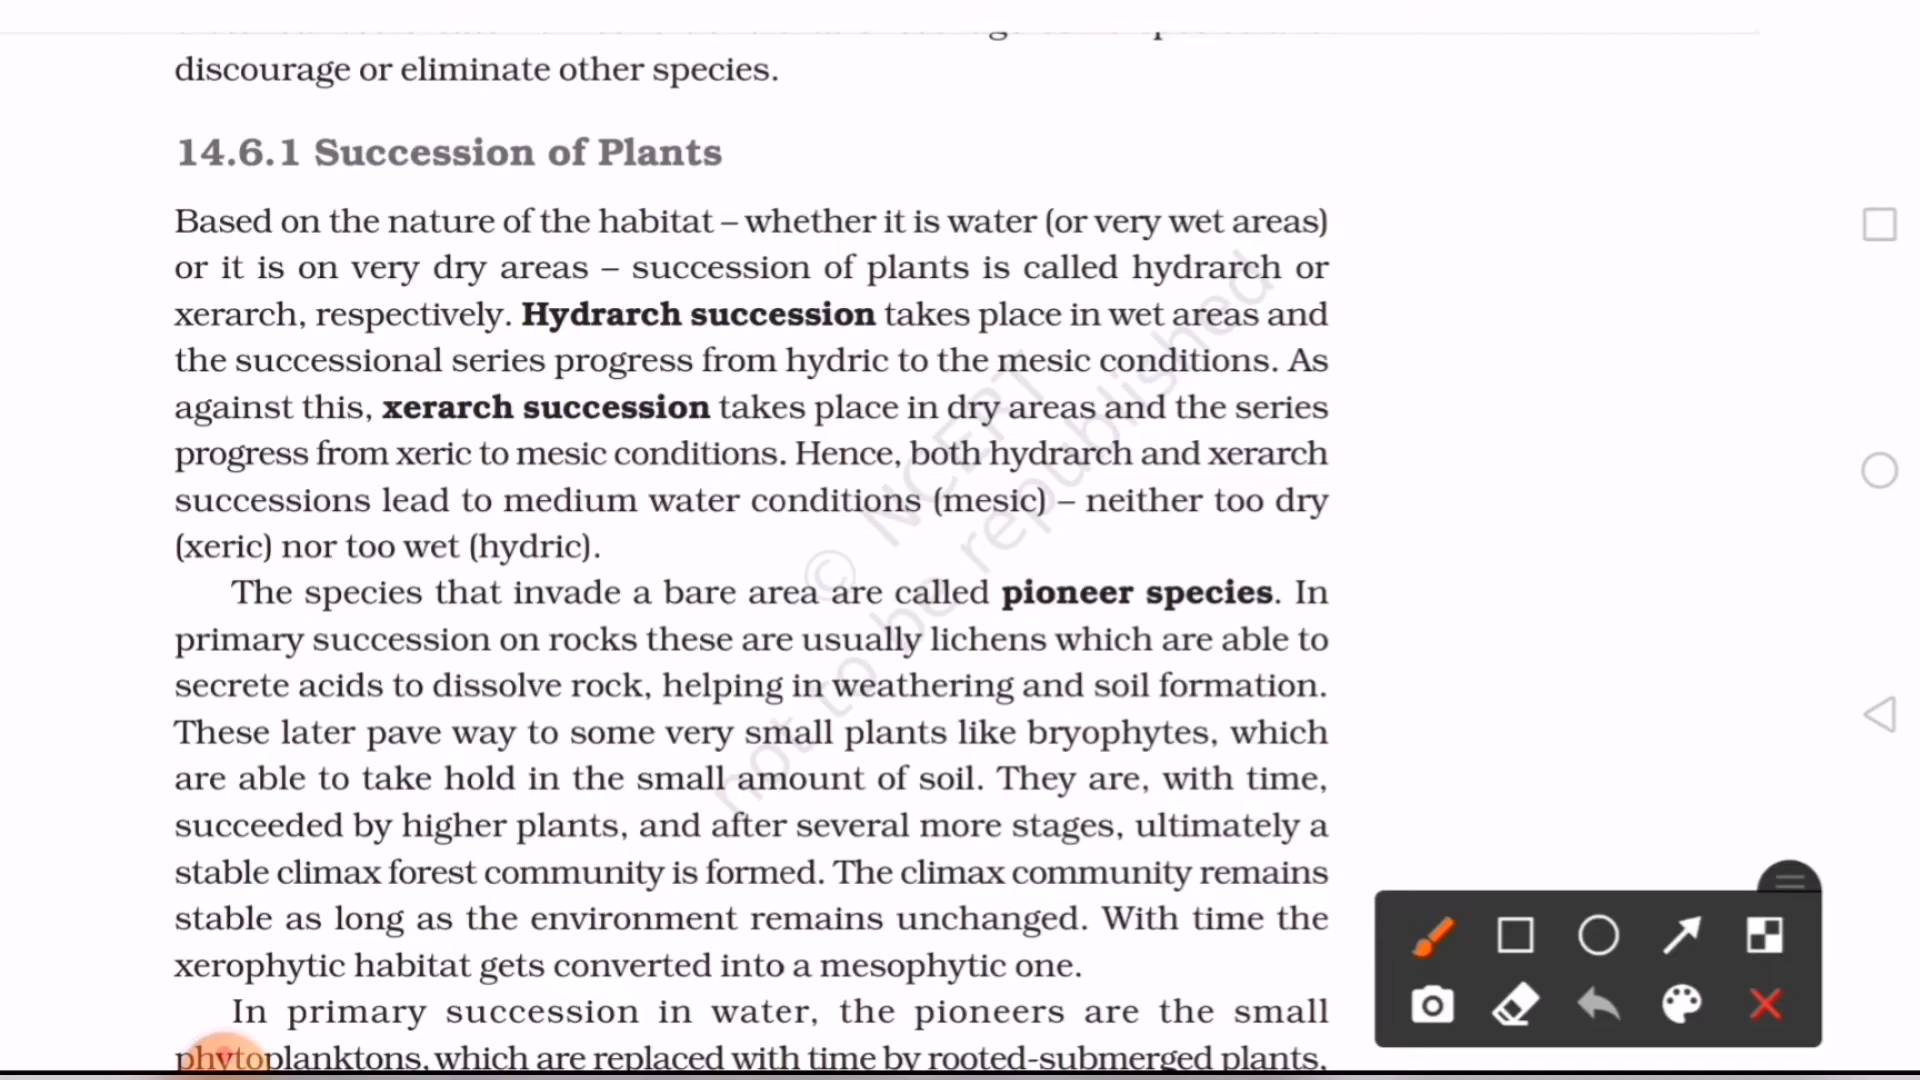 discourage or eliminate other species.
14.6.1 Succession of Plants
Based on the nature of the habitat – whether it is water (or very wet areas)
or it is on very dry areas – succession of plants is called hydrarch or
xerarch, respectively. Hydrarch succession takes place in wet areas and
the successional series progress from hydric to the mesic conditions. As
against this, xerarch succession takes place in dry areas and the series
progress from xeric to mesic conditions. Hence, both hydrarch and xerarch
successions lead to medium water conditions (mesic) – neither too dry
(xeric) nor too wet (hydric).
The species that invade a bare area are called pioneer species. In
primary succession on rocks these are usually lichens which are able to
secrete acids to dissolve rock, helping in weathering and soil formation.
These later pave way to some very small plants like bryophytes, which
are able to take hold in the small amount of soil. They are, with time,
succeeded by higher plants, and after several more stages, ultimately a
stable climax forest community is formed. The climax community remains
stable as long as the environment remains unchanged. With time the
xerophytic habitat gets converted into a mesophytic one.
In primary succession in water, the pioneers are the small
phytoplanktons, which are replaced with time by rooted-submerged plants,
© NCERT
not to be republished